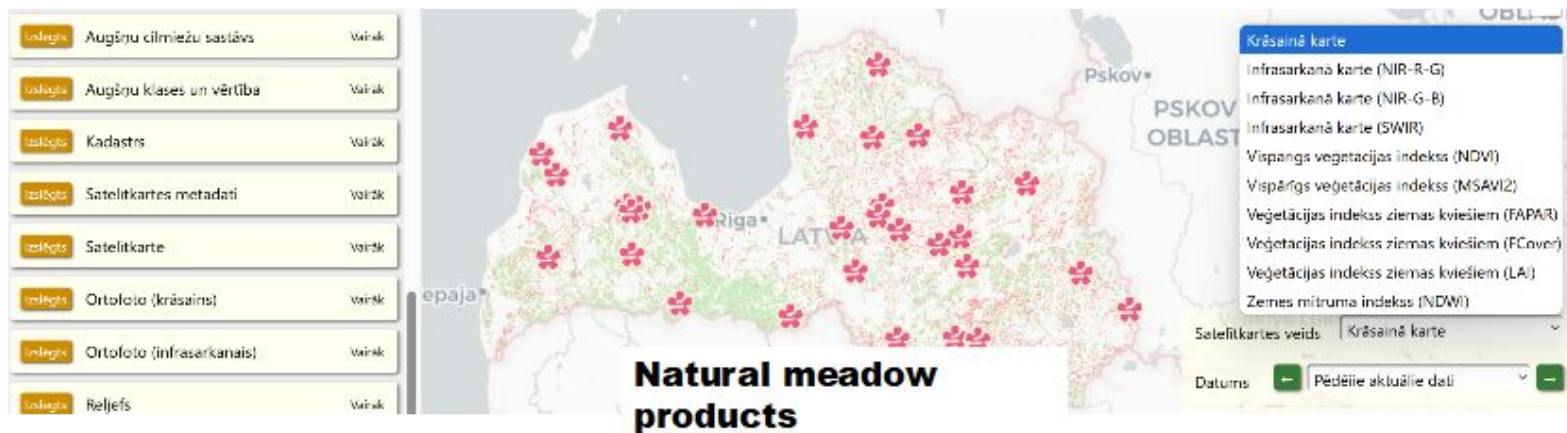 Izslēgts Augšņu cilmiežu sastāvs Vairāk
Izslēgts Augšņu klases un vērtība Vairāk
Izslēgts Kadastrs Vairāk
Izslēgts Satelītkartes metadati Vairāk
Izslēgts Satelītkarte Vairāk
Izslēgts Ortofoto (krāsains) Vairāk
Izslēgts Ortofoto (infrasarkanais) Vairāk
Izslēgts Reljefs Vairāk
Pskov
PSKOV
OBLAST
Riga
LATVIA
epaja
Natural meadow
products
Krāsainā karte
Infrasarkanā karte (NIR-R-G)
Infrasarkanā karte (NIR-G-B)
Infrasarkanā karte (SWIR)
Vispārīgs veģetācijas indekss (NDVI)
Vispārīgs veģetācijas indekss (MSAVI2)
Veģetācijas indekss ziemas kviešiem (FAPAR)
Veģetācijas indekss ziemas kviešiem (FCover)
Veģetācijas indekss ziemas kviešiem (LAI)
Zemes mitruma indekss (NDWI)
Satelītkartes veids Krāsainā karte
Datums ← Pēdējie aktuālie dati →